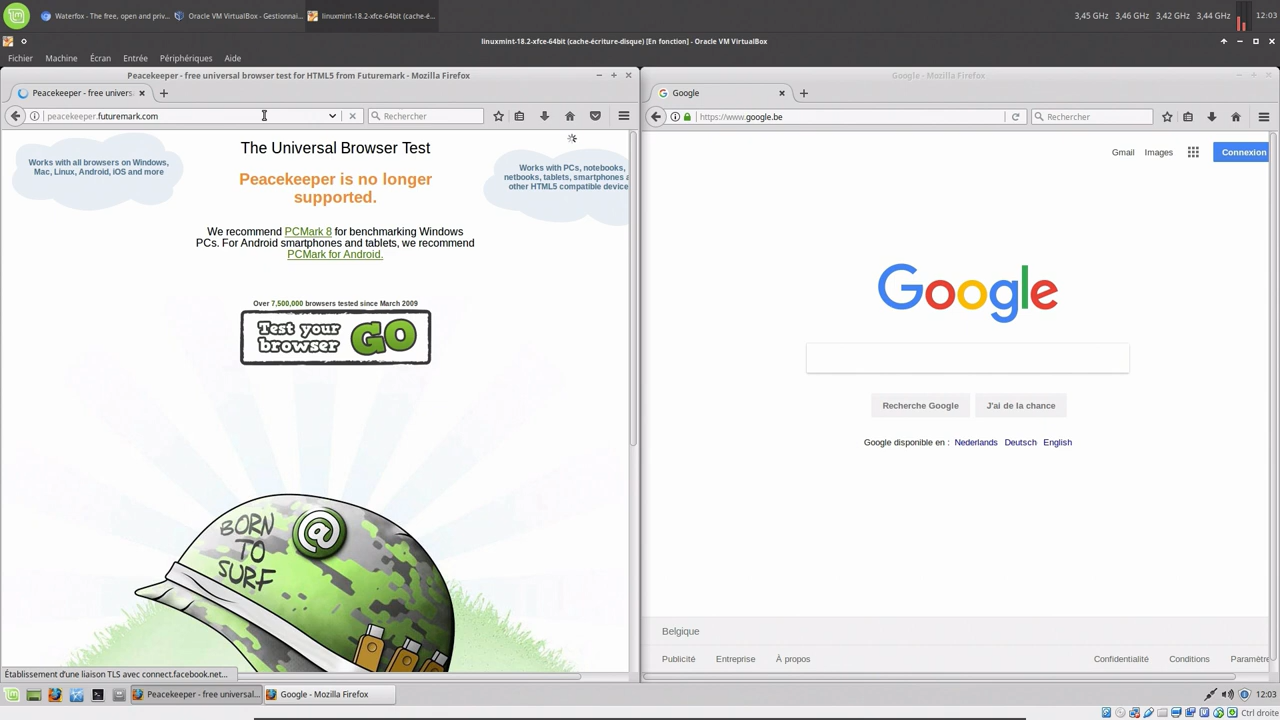 Waterfox - The free, open and priv...
Oracle VM VirtualBox - Gestionnai...
linuxmint-18.2-xfce-64bit (cache-é...
3,45 GHz
3,46 GHz
3,42 GHz
3,44 GHz
12:03
linuxmint-18.2-xfce-64bit (cache-écriture-disque) [En fonction] - Oracle VM VirtualBox
Fichier
Machine
Écran
Entrée
Périphériques
Aide
Peacekeeper - free universal browser test for HTML5 from Futuremark - Mozilla Firefox
Peacekeeper - free univers
peacekeeper.futuremark.com
Rechercher
Works with all browsers on Windows,
Mac, Linux, Android, iOS and more
The Universal Browser Test
Peacekeeper is no longer
supported.
Works with PCs, notebooks,
netbooks, tablets, smartphones a
other HTML5 compatible device
We recommend PCMark 8 for benchmarking Windows
PCs. For Android smartphones and tablets, we recommend
PCMark for Android.
Over 7,500,000 browsers tested since March 2009
Test your
browser
GO
BORN
TO
SURF
@
Établissement d'une liaison TLS avec connect.facebook.net...
Google - Mozilla Firefox
Google
https://www.google.be
Rechercher
Gmail
Images
Connexion
Google
Recherche Google
J'ai de la chance
Google disponible en : Nederlands Deutsch English
Belgique
Publicité
Entreprise
À propos
Confidentialité
Conditions
Paramètre
Peacekeeper - free universal...
Google - Mozilla Firefox
12:03
Ctrl droite